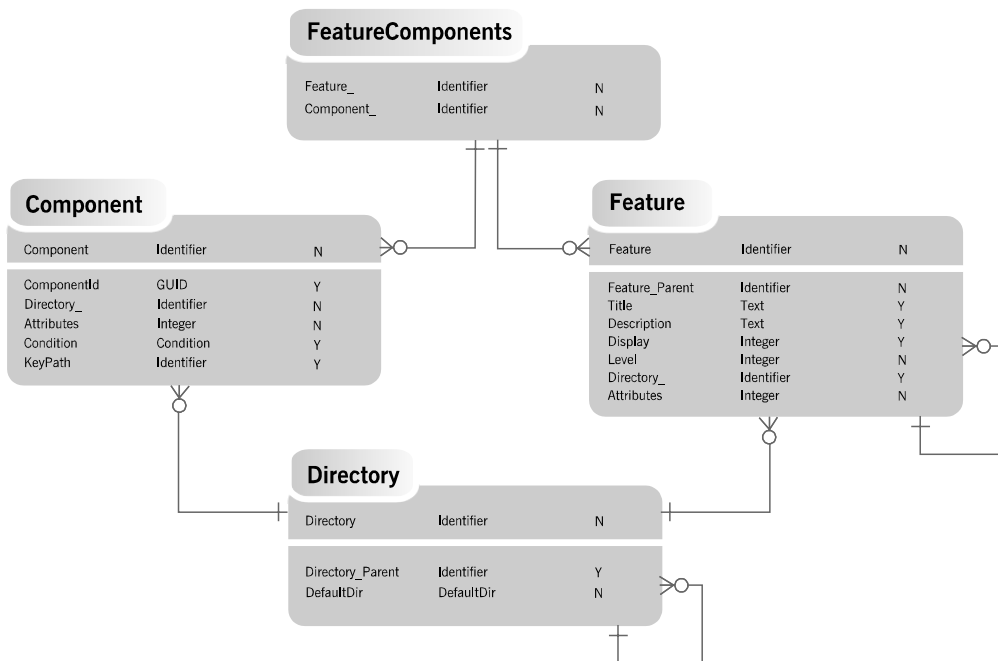 FeatureComponents
Feature_ Identifier N
Component_ Identifier N
Component
Component Identifier N
ComponentId GUID Y
Directory_ Identifier N
Attributes Integer N
Condition Condition Y
KeyPath Identifier Y
Feature
Feature Identifier N
Feature_Parent Identifier N
Title Text Y
Description Text Y
Display Integer Y
Level Integer N
Directory_ Identifier Y
Attributes Integer N
Directory
Directory Identifier N
Directory_Parent Identifier Y
DefaultDir DefaultDir N